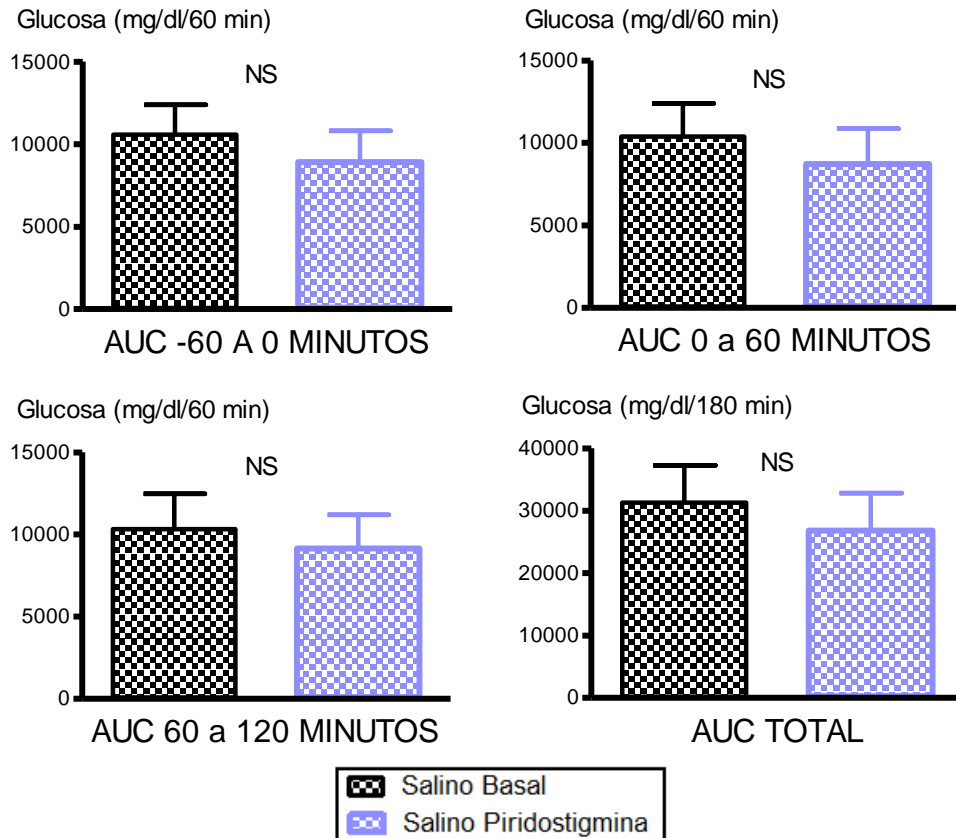 Glucosa (mg/dl/60 min)
15000
10000
5000
0
NS
AUC -60 A 0 MINUTOS
Glucosa (mg/dl/60 min)
15000
10000
5000
0
NS
AUC 0 a 60 MINUTOS
Glucosa (mg/dl/60 min)
15000
10000
5000
0
NS
AUC 60 a 120 MINUTOS
Glucosa (mg/dl/180 min)
40000
30000
20000
10000
0
NS
AUC TOTAL
Salino Basal
Salino Piridostigmina